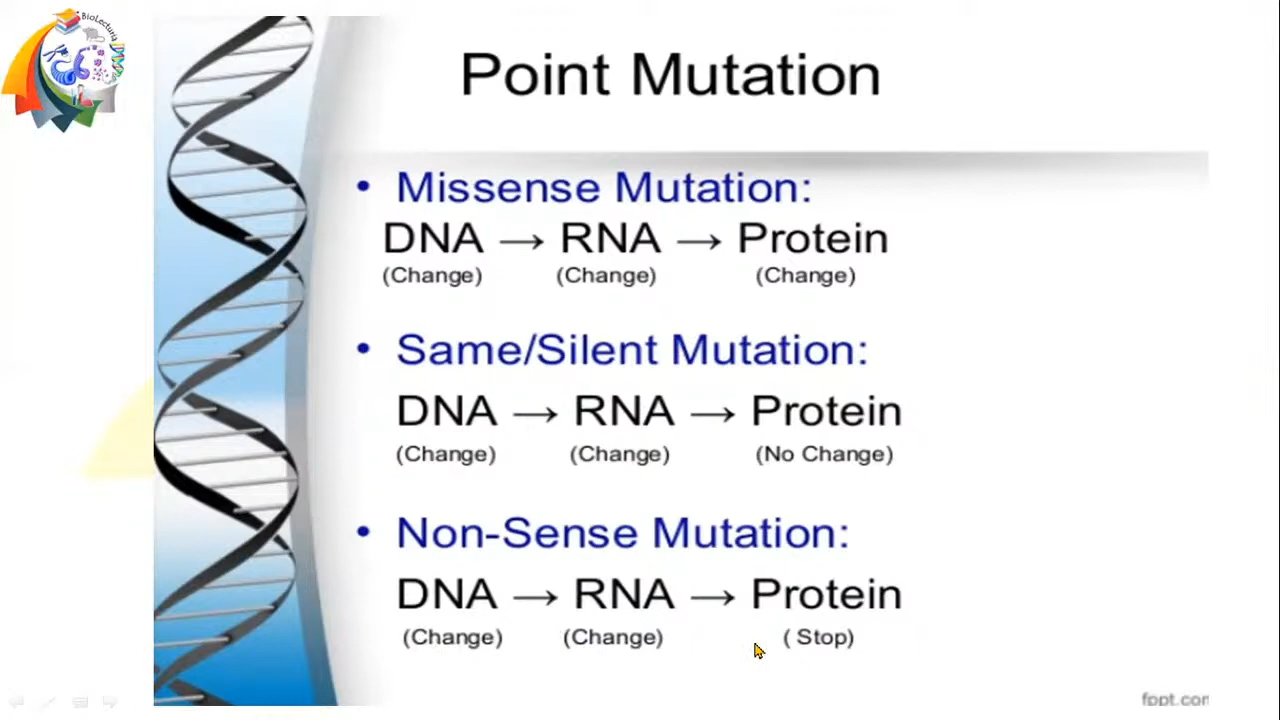 BioLectura
Point Mutation
• Missense Mutation:
DNA → RNA → Protein
(Change) (Change) (Change)
• Same/Silent Mutation:
DNA → RNA → Protein
(Change) (Change) (No Change)
• Non-Sense Mutation:
DNA → RNA → Protein
(Change) (Change) ( Stop)
fppt.com